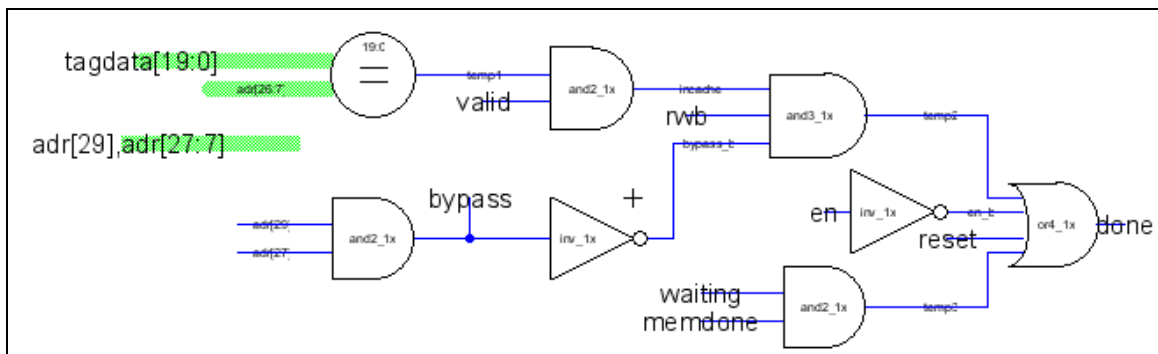 19:0
tagdata[19:0]
adr[26:7]
temp1
valid
and2_1x
incache
rwb
bypass_b
and3_1x
temp2
adr[29],adr[27:7]
adr[29]
adr[27]
and2_1x
bypass
inv_1x
en
inv_1x
en_b
reset
or4_1x
done
waiting
memdone
and2_1x
temp3